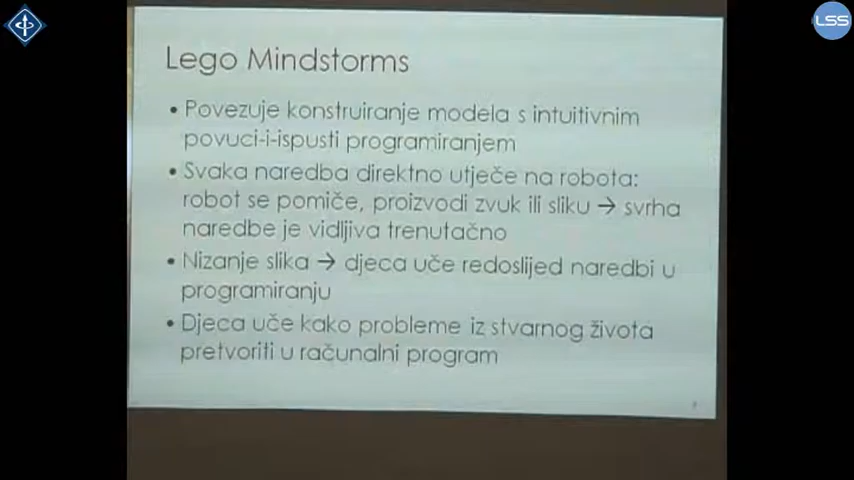 LSS
Lego Mindstorms
• Povezuje konstruiranje modela s intuitivnim
povuci-i-ispusti programiranjem
• Svaka naredba direktno utječe na robota:
robot se pomiče, proizvodi zvuk ili sliku → svrha
naredbe je vidljiva trenutačno
• Nizanje slika → djeca uče redoslijed naredbi u
programiranju
• Djeca uče kako probleme iz stvarnog života
pretvoriti u računalni program